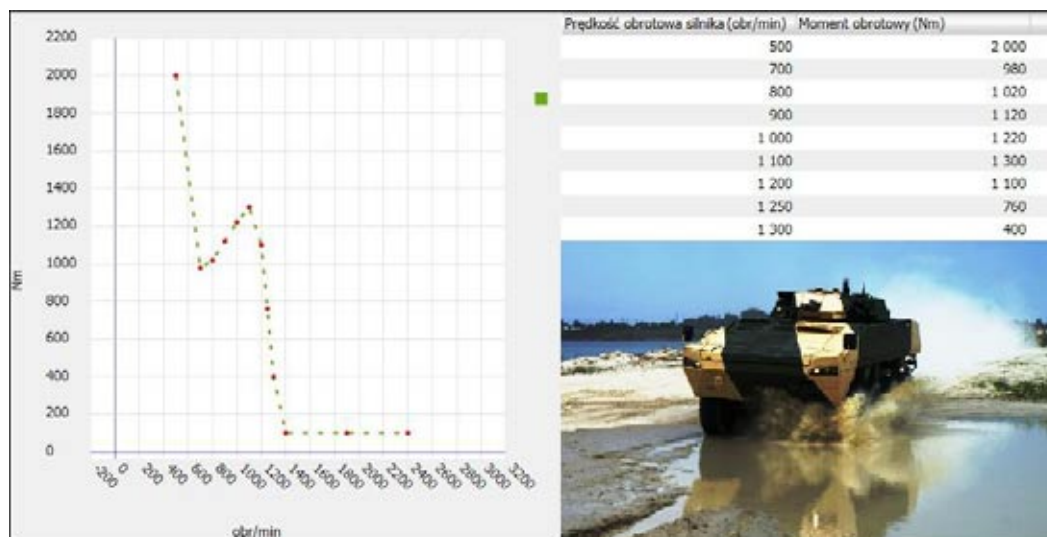 2200
2000
1800
1600
1400
1200
1000
800
600
400
200
0
Nm
-200 0 200 400 600 800 1000 1200 1400 1600 1800 2000 2200 2400 2600 2800 3000 3200
obr/min
Prędkość obrotowa silnika (obr/min) Moment obrotowy (Nm)
500 2 000
700 980
800 1 020
900 1 120
1 000 1 220
1 100 1 300
1 200 1 100
1 250 760
1 300 400